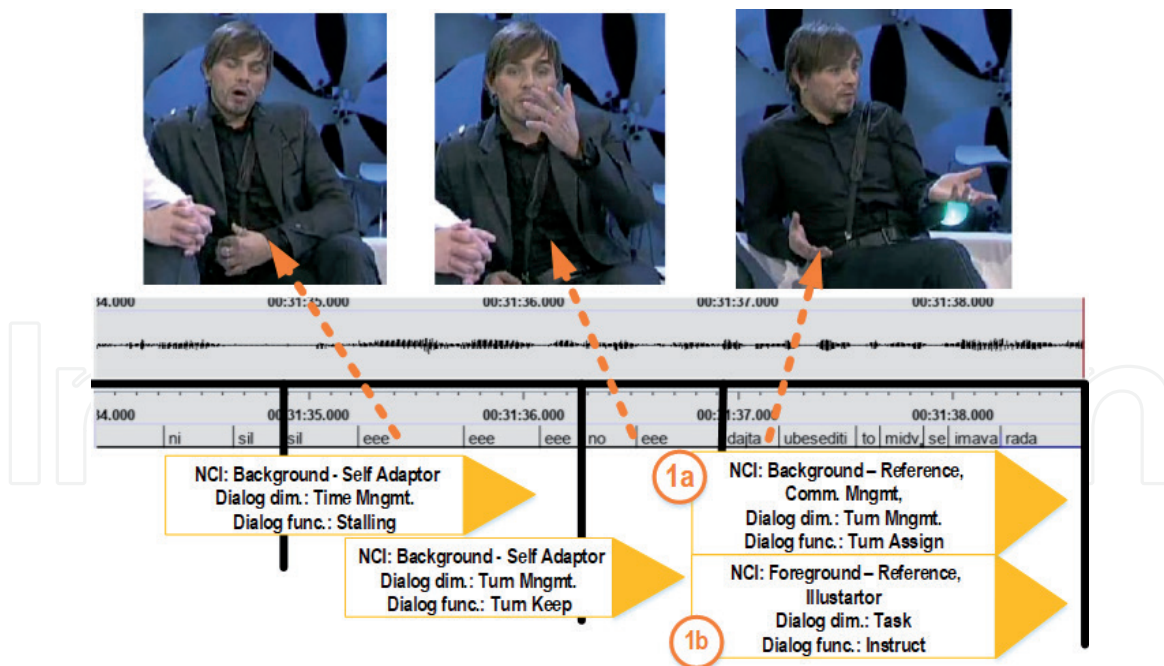 34.000 00:31:35.000 00:31:36.000 00:31:37.000 00:31:38.000
34.000 00:31:35.000 00:31:36.000 00:31:37.000 00:31:38.000
ni sil sil eee eee eee no eee dajta ubesediti to midv se imava rada
NCI: Background - Self Adaptor
Dialog dim.: Time Mngmt.
Dialog func.: Stalling
NCI: Background - Self Adaptor
Dialog dim.: Turn Mngmt.
Dialog func.: Turn Keep
1a
NCI: Background – Reference,
Comm. Mngmt,
Dialog dim.: Turn Mngmt.
Dialog func.: Turn Assign
NCI: Foreground – Reference,
Illustartor
Dialog dim.: Task
Dialog func.: Instruct
1b